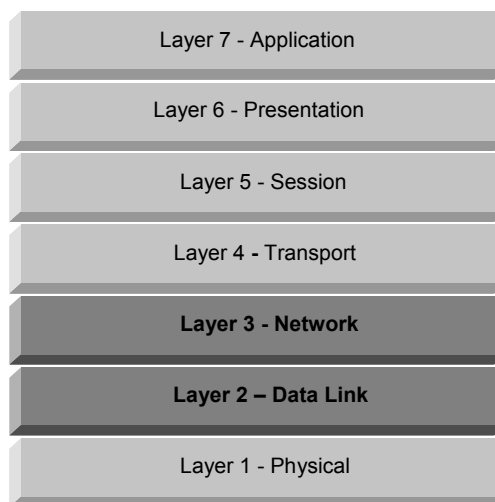 Layer 7 - Application
Layer 6 - Presentation
Layer 5 - Session
Layer 4 - Transport
Layer 3 - Network
Layer 2 – Data Link
Layer 1 - Physical